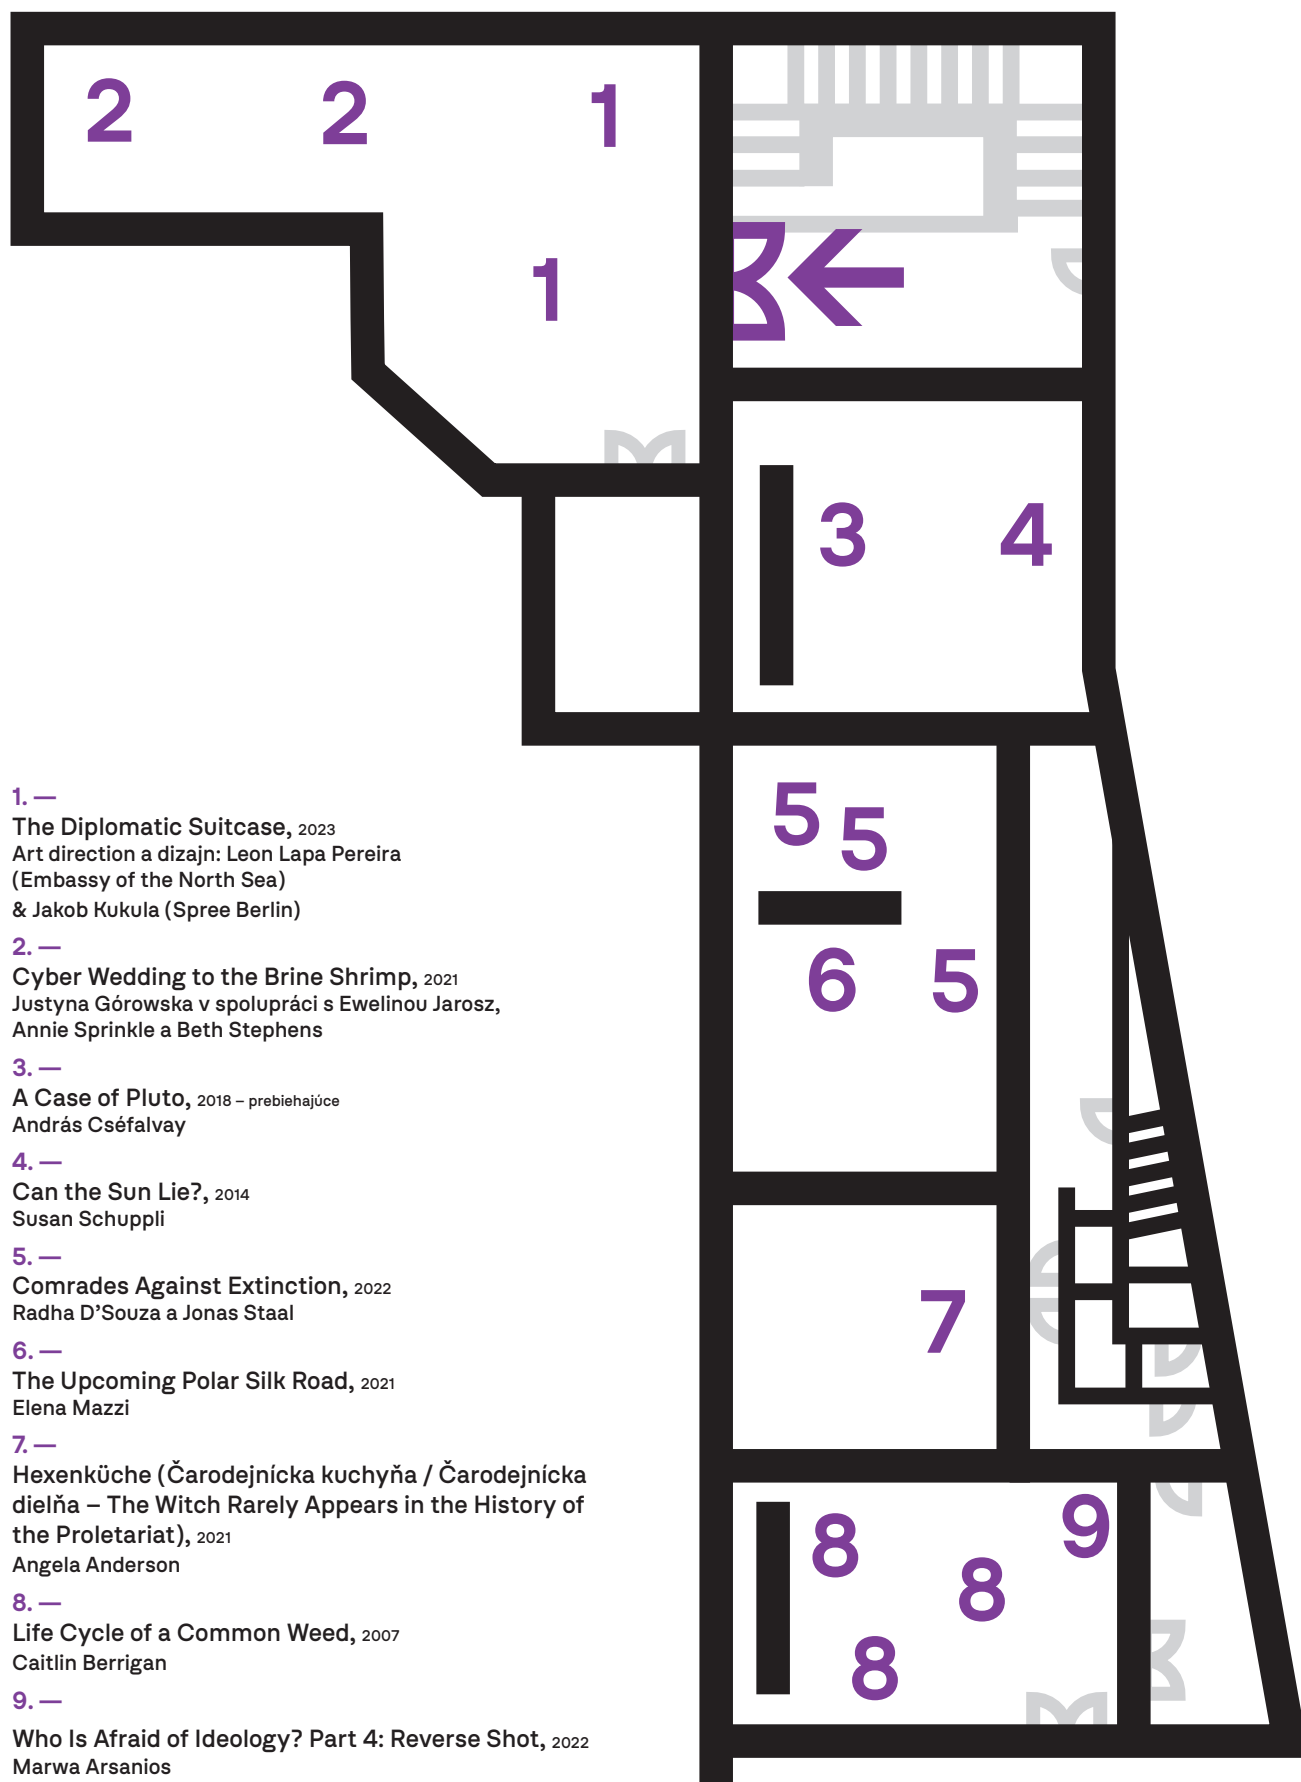 2 2 1
1
3 4
5 5
6 5
7
8 9
8
8
1. —
The Diplomatic Suitcase, 2023
Art direction a dizajn: Leon Lapa Pereira
(Embassy of the North Sea)
& Jakob Kukula (Spree Berlin)
2. —
Cyber Wedding to the Brine Shrimp, 2021
Justyna Górowska v spolupráci s Ewelinou Jarosz,
Annie Sprinkle a Beth Stephens
3. —
A Case of Pluto, 2018 – prebiehajúce
András Cséfalvay
4. —
Can the Sun Lie?, 2014
Susan Schuppli
5. —
Comrades Against Extinction, 2022
Radha D’Souza a Jonas Staal
6. —
The Upcoming Polar Silk Road, 2021
Elena Mazzi
7. —
Hexenküche (Čarodejnícka kuchyňa / Čarodejnícka
dielňa – The Witch Rarely Appears in the History of
the Proletariat), 2021
Angela Anderson
8. —
Life Cycle of a Common Weed, 2007
Caitlin Berrigan
9. —
Who Is Afraid of Ideology? Part 4: Reverse Shot, 2022
Marwa Arsanios